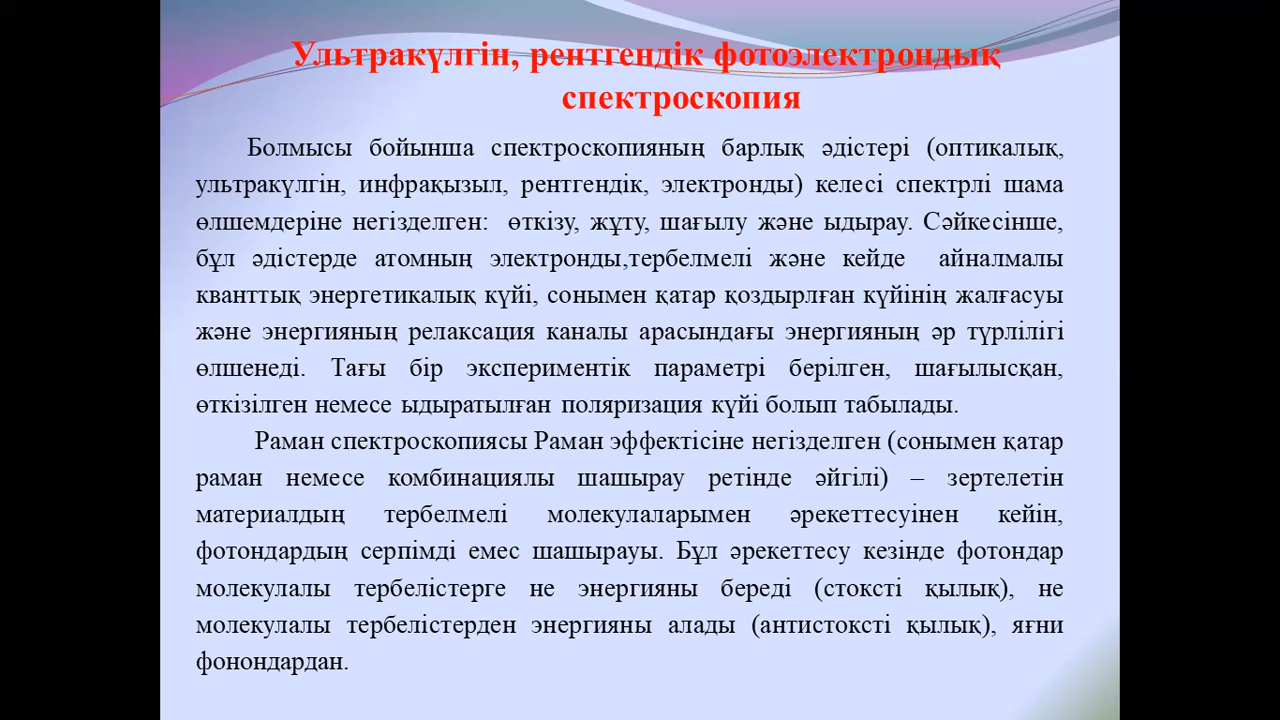 Ультракүлгін, рентгендік фотоэлектрондық
спектроскопия
Болмысы бойынша спектроскопияның барлық әдістері (оптикалық,
ультракүлгін, инфрақызыл, рентгендік, электронды) келесі спектрлі шама
өлшемдеріне негізделген: өткізу, жұту, шағылу және ыдырау. Сәйкесінше,
бұл әдістерде атомның электронды,тербелмелі және кейде айналмалы
кванттық энергетикалық күйі, сонымен қатар қоздырлған күйінің жалғасуы
және энергияның релаксация каналы арасындағы энергияның әр түрлілігі
өлшенеді. Тағы бір экспериментік параметрі берілген, шағылысқан,
өткізілген немесе ыдыратылған поляризация күйі болып табылады.
Раман спектроскопиясы Раман эффектісіне негізделген (сонымен қатар
раман немесе комбинациялы шашырау ретінде әйгілі) – зертелетін
материалдың тербелмелі молекулаларымен әрекеттесуінен кейін,
фотондардың серпімді емес шашырауы. Бұл әрекеттесу кезінде фотондар
молекулалы тербелістерге не энергияны береді (стоксті қылық), не
молекулалы тербелістерден энергияны алады (антистоксті қылық), яғни
фонондардан.